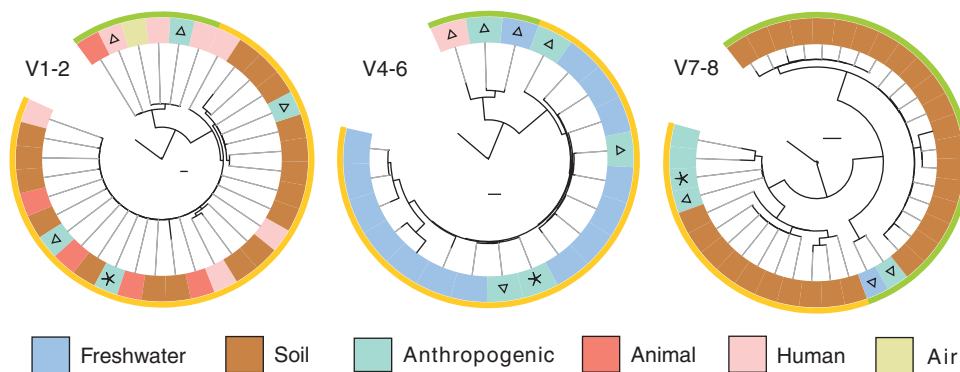 V1-2
V4-6
V7-8
Freshwater
Soil
Anthropogenic
Animal
Human
Air